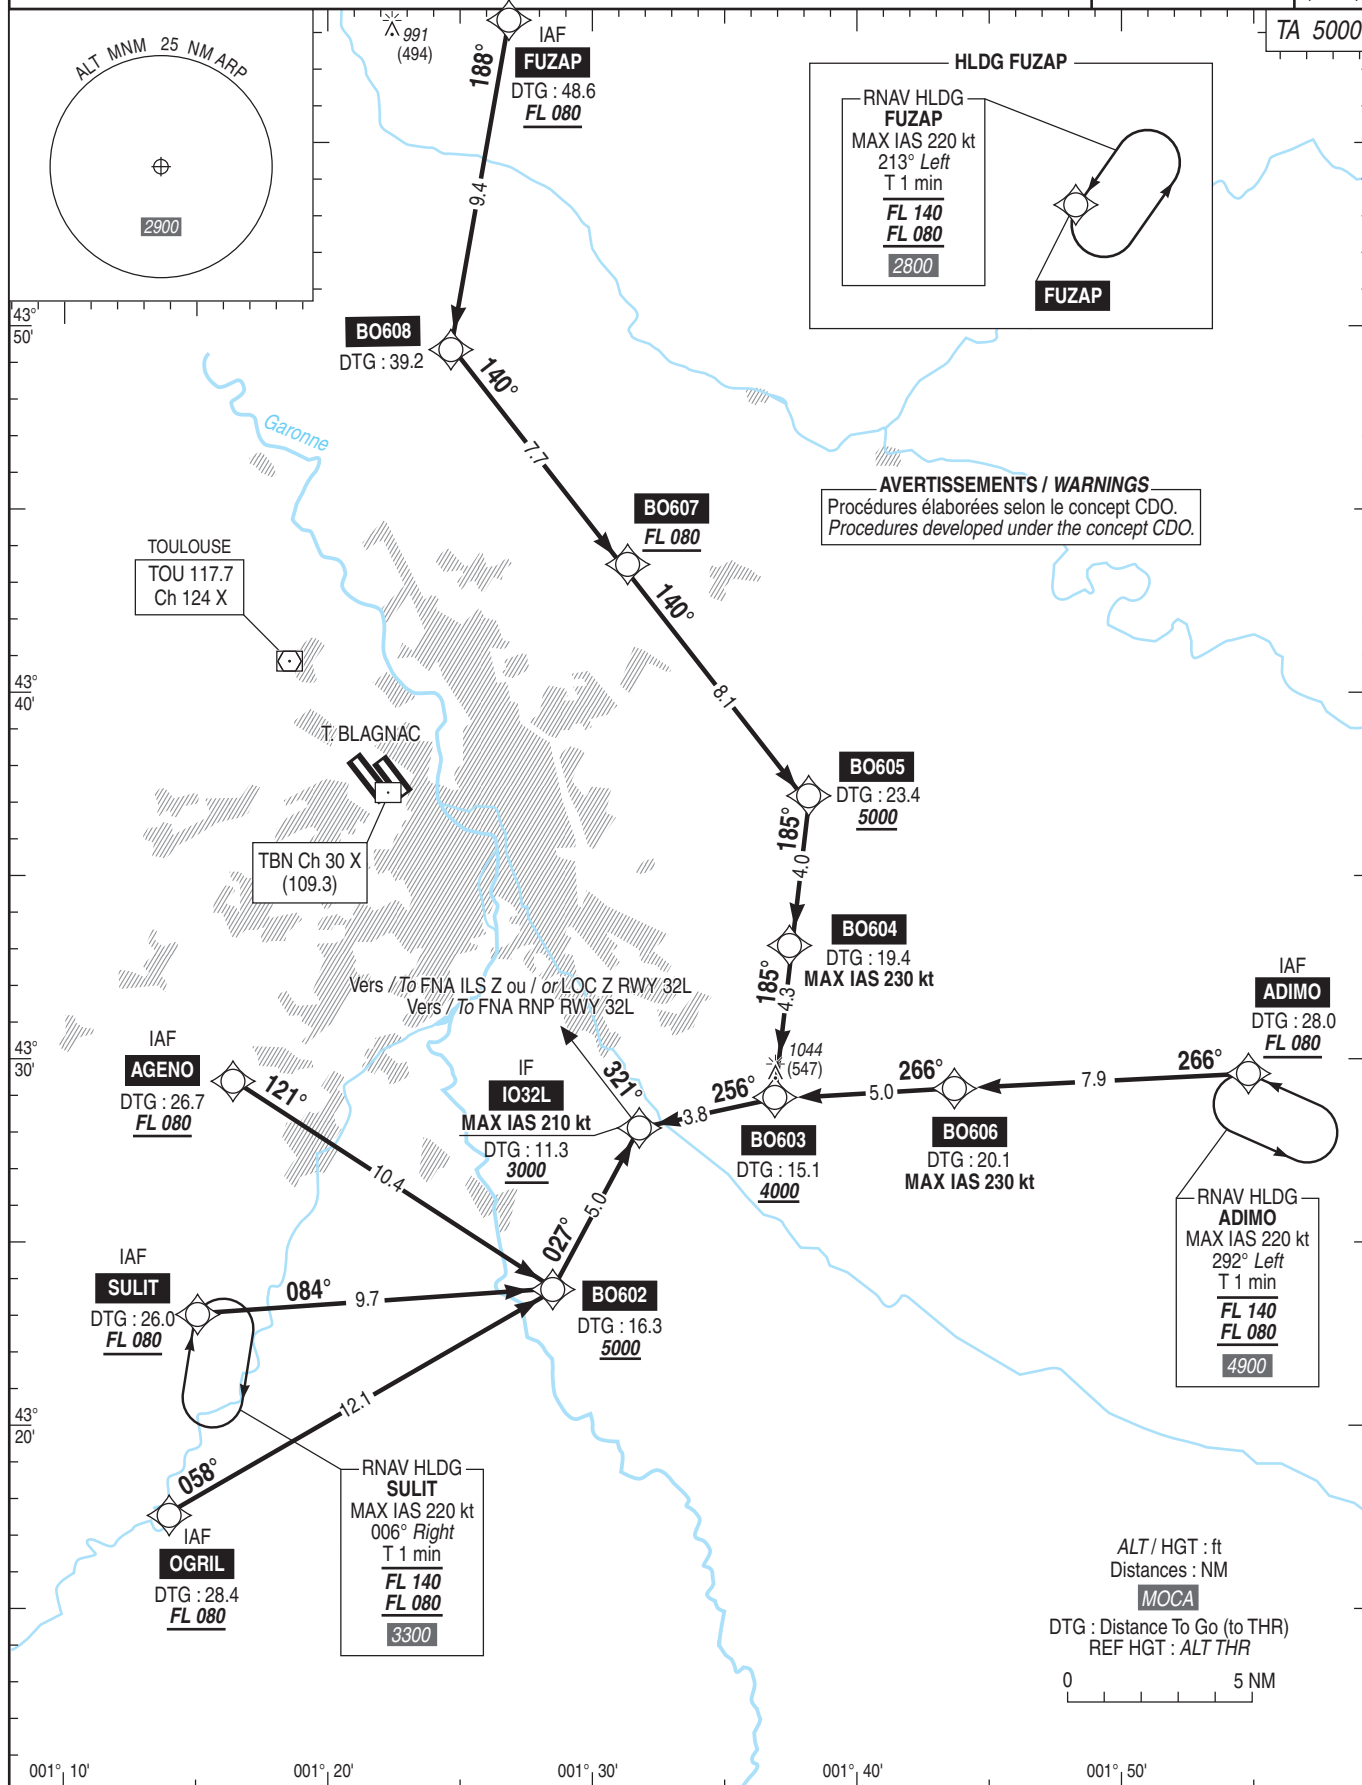 TA 5000
ALT MNM 25 NM ARP
2900
991
(494)
188°
IAF
FUZAP
DTG : 48.6
FL 080
9.4
HLDG FUZAP
RNAV HLDG
FUZAP
MAX IAS 220 kt
213° Left
T 1 min
FL 140
FL 080
2800
FUZAP
43°
50'
BO608
DTG : 39.2
140°
7.7
Garonne
BO607
FL 080
AVERTISSEMENTS / WARNINGS
Procédures élaborées selon le concept CDO.
Procedures developed under the concept CDO.
TOULOUSE
TOU 117.7
Ch 124 X
140°
8.1
43°
40'
T. BLAGNAC
TBN Ch 30 X
(109.3)
BO605
DTG : 23.4
5000
185°
4.0
BO604
DTG : 19.4
MAX IAS 230 kt
185°
4.3
Vers / To FNA ILS Z ou / or LOC Z RWY 32L
Vers / To FNA RNP RWY 32L
IAF
ADIMO
DTG : 28.0
FL 080
43°
30'
IAF
AGENO
DTG : 26.7
FL 080
121°
10.4
IF
IO32L
MAX IAS 210 kt
DTG : 11.3
3000
321°
1044
(547)
256°
3.8
BO603
DTG : 15.1
4000
5.0
266°
BO606
DTG : 20.1
MAX IAS 230 kt
7.9
266°
RNAV HLDG
ADIMO
MAX IAS 220 kt
292° Left
T 1 min
FL 140
FL 080
4900
027°
5.0
IAF
SULIT
DTG : 26.0
FL 080
084°
9.7
BO602
DTG : 16.3
5000
43°
20'
12.1
058°
IAF
OGRIL
DTG : 28.4
FL 080
RNAV HLDG
SULIT
MAX IAS 220 kt
006° Right
T 1 min
FL 140
FL 080
3300
ALT / HGT : ft
Distances : NM
MOCA
DTG : Distance To Go (to THR)
REF HGT : ALT THR
0 5 NM
001° 10' 001° 20' 001° 30' 001° 40' 001° 50'